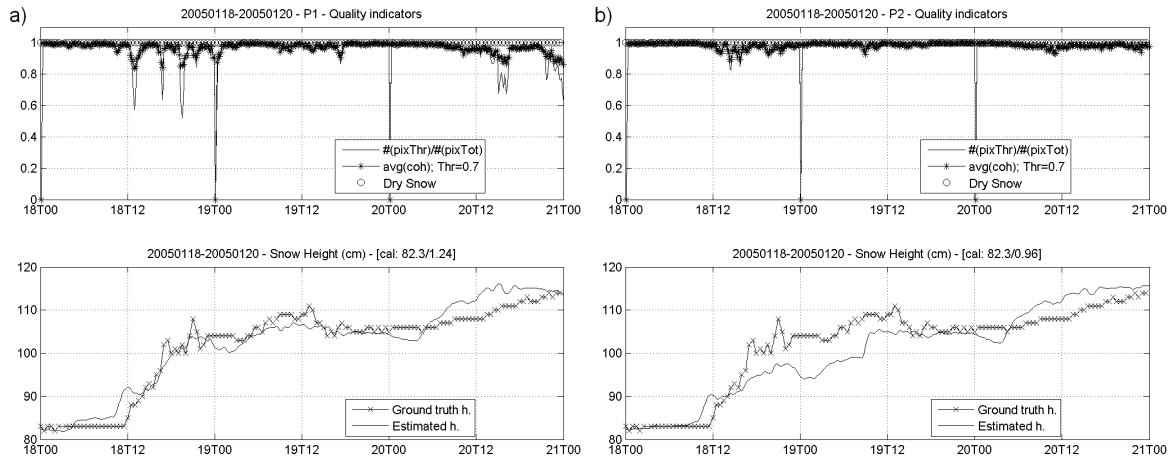 a)
20050118-20050120 - P1 - Quality indicators
1
0.8
0.6
0.4
0.2
0
#(pixThr)/#(pixTot)
avg(coh); Thr=0.7
Dry Snow
18T00 18T12 19T00 19T12 20T00 20T12 21T00
20050118-20050120 - Snow Height (cm) - [cal: 82.3/1.24]
120
110
100
90
80
Ground truth h.
Estimated h.
18T00 18T12 19T00 19T12 20T00 20T12 21T00
b)
20050118-20050120 - P2 - Quality indicators
1
0.8
0.6
0.4
0.2
0
#(pixThr)/#(pixTot)
avg(coh); Thr=0.7
Dry Snow
18T00 18T12 19T00 19T12 20T00 20T12 21T00
20050118-20050120 - Snow Height (cm) - [cal: 82.3/0.96]
120
110
100
90
80
Ground truth h.
Estimated h.
18T00 18T12 19T00 19T12 20T00 20T12 21T00